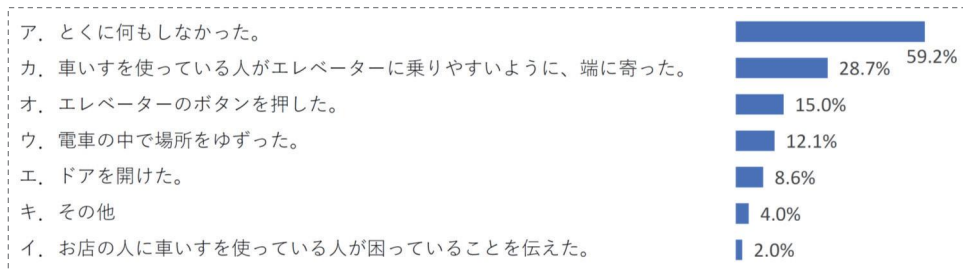 ア．とくに何もしなかった。 59.2%
カ．車いすを使っている人がエレベーターに乗りやすいように、端に寄った。 28.7%
オ．エレベーターのボタンを押した。 15.0%
ウ．電車の中で場所をゆずった。 12.1%
エ．ドアを開けた。 8.6%
キ．その他 4.0%
イ．お店の人に車いすを使っている人が困っていることを伝えた。 2.0%